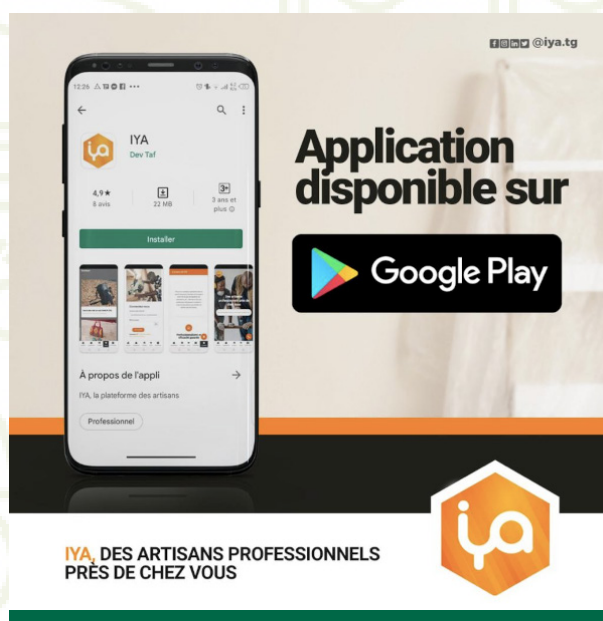 @iya.tg
12:26
IYA
Dev Taf
4,9★
8 avis
22 MB
3+
3 ans et
plus
Installer
À propos de l'appli
IYA, la plateforme des artisans
Professionnel
Application
disponible sur
Google Play
iya
IYA, DES ARTISANS PROFESSIONNELS
PRÈS DE CHEZ VOUS